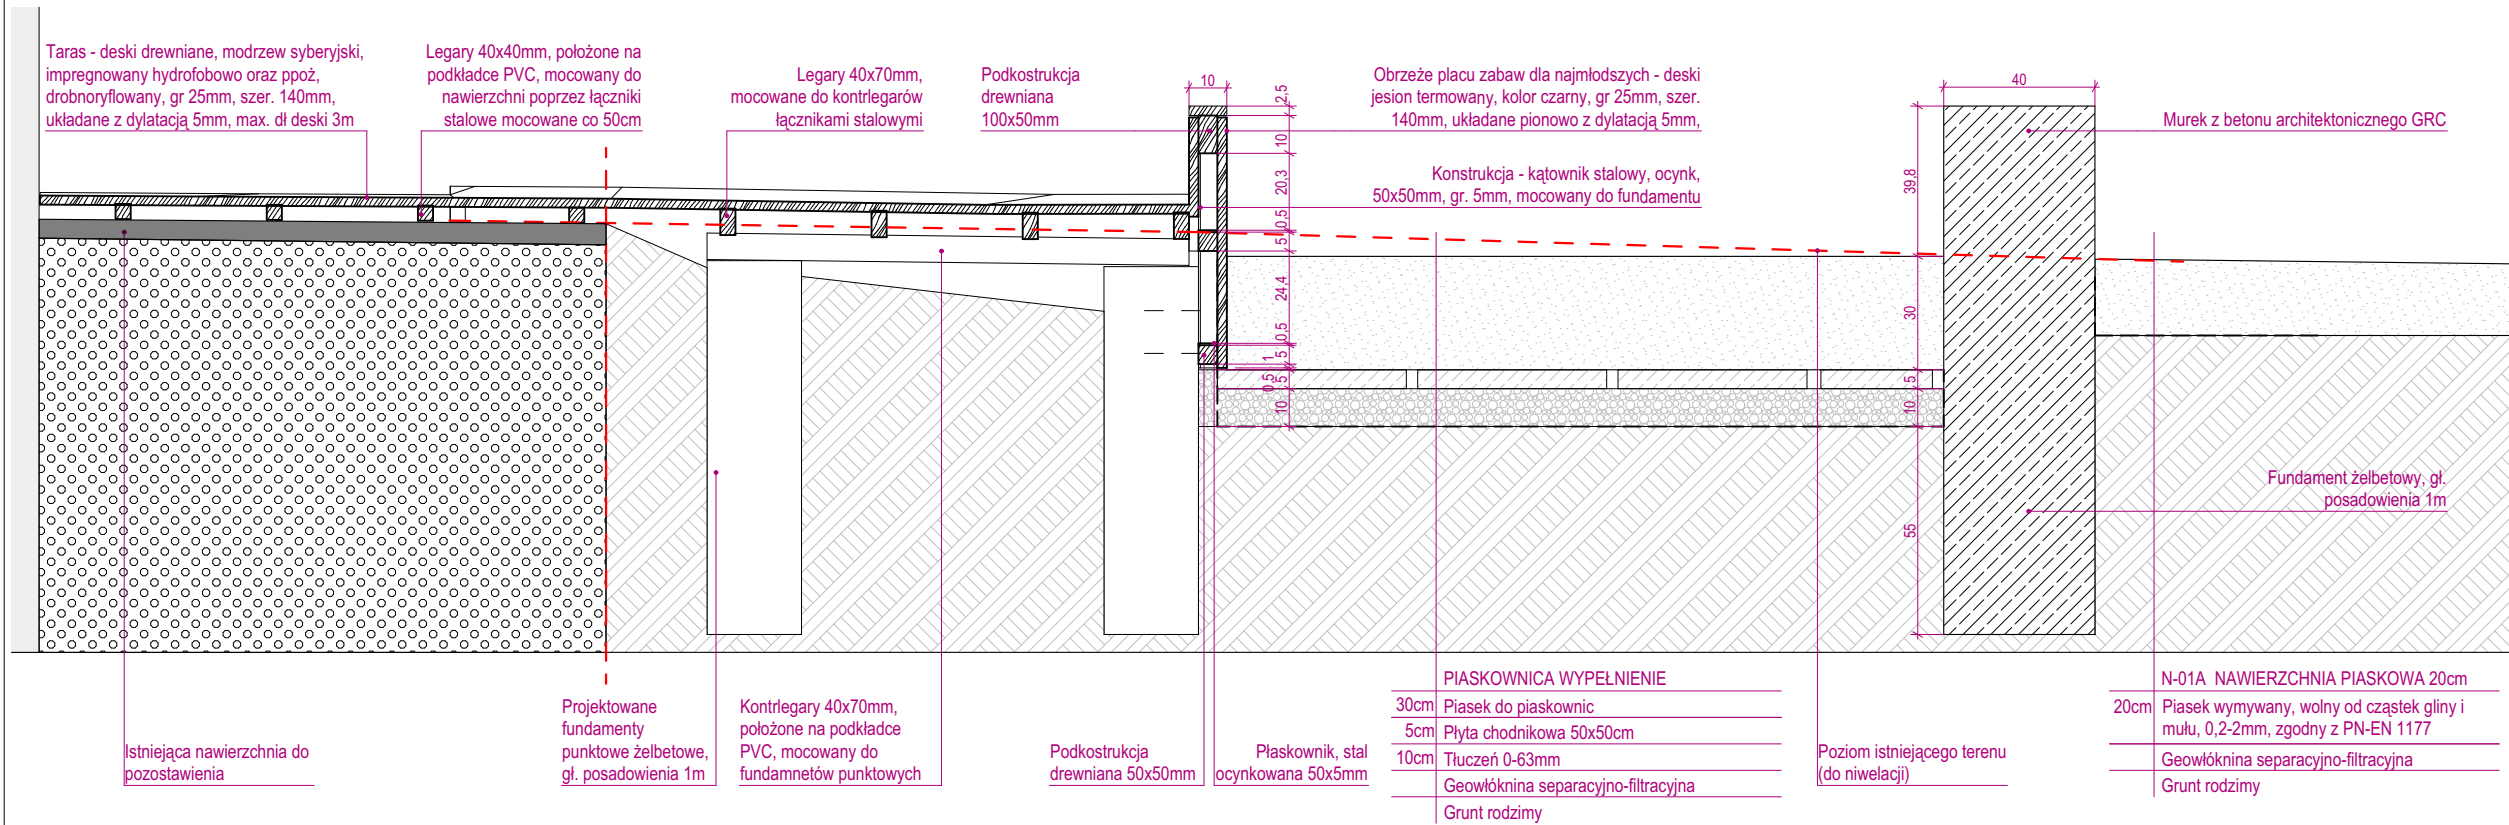 Taras - deski drewniane, modrzew syberyjski,
impregnowany hydrofobowo oraz ppoż,
drobnoryflowany, gr 25mm, szer. 140mm,
układane z dylatacją 5mm, max. dł deski 3m
Legary 40x40mm, położone na
podkładce PVC, mocowany do
nawierzchni poprzez łączniki
stalowe mocowane co 50cm
Legary 40x70mm,
mocowane do kontrlegarów
łącznikami stalowymi
Podkostrukcja
drewniana
100x50mm
10
Obrzeże placu zabaw dla najmłodszych - deski
jesion termowany, kolor czarny, gr 25mm, szer.
140mm, układane pionowo z dylatacją 5mm,
Konstrukcja - kątownik stalowy, ocynk,
50x50mm, gr. 5mm, mocowany do fundamentu
40
Murek z betonu architektonicznego GRC
2,5
10
20,3
0,5
5
24,4
0,5
5
1
0,5
5
10
39,8
30
5
10
55
Fundament żelbetowy, gł.
posadowienia 1m
Istniejąca nawierzchnia do
pozostawienia
Projektowane
fundamenty
punktowe żelbetowe,
gł. posadowienia 1m
Kontrlegary 40x70mm,
położone na podkładce
PVC, mocowany do
fundamnetów punktowych
Podkostrukcja
drewniana 50x50mm
Płaskownik, stal
ocynkowana 50x5mm
PIASKOWNICA WYPEŁNIENIE
30cm Piasek do piaskownic
5cm Płyta chodnikowa 50x50cm
10cm Tłuczeń 0-63mm
Geowłóknina separacyjno-filtracyjna
Grunt rodzimy
Poziom istniejącego terenu
(do niwelacji)
N-01A NAWIERZCHNIA PIASKOWA 20cm
20cm Piasek wymywany, wolny od cząstek gliny i
mułu, 0,2-2mm, zgodny z PN-EN 1177
Geowłóknina separacyjno-filtracyjna
Grunt rodzimy